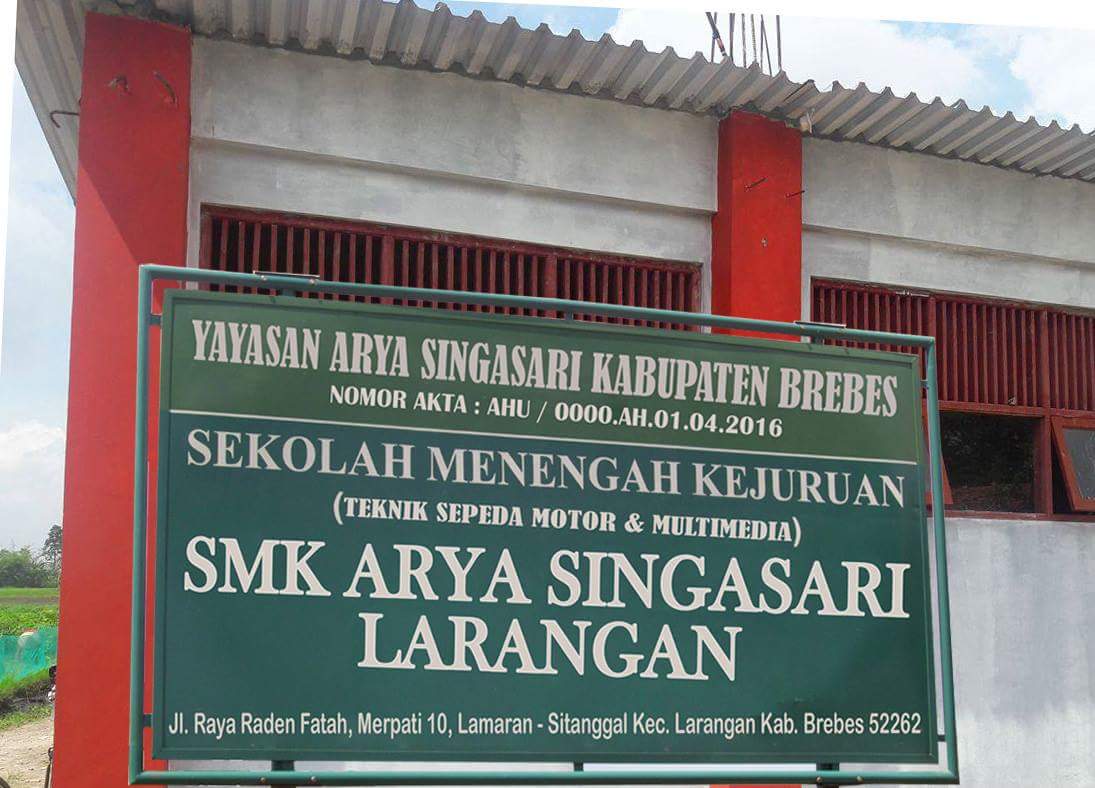 YAYASAN ARYA SINGASARI KABUPATEN BREBES
NOMOR AKTA : AHU / 0000.AH.01.04.2016
SEKOLAH MENENGAH KEJURUAN
(TEKNIK SEPEDA MOTOR & MULTIMEDIA)
SMK ARYA SINGASARI
LARANGAN
Jl. Raya Raden Fatah, Merpati 10, Lamaran - Sitanggal Kec. Larangan Kab. Brebes 52262